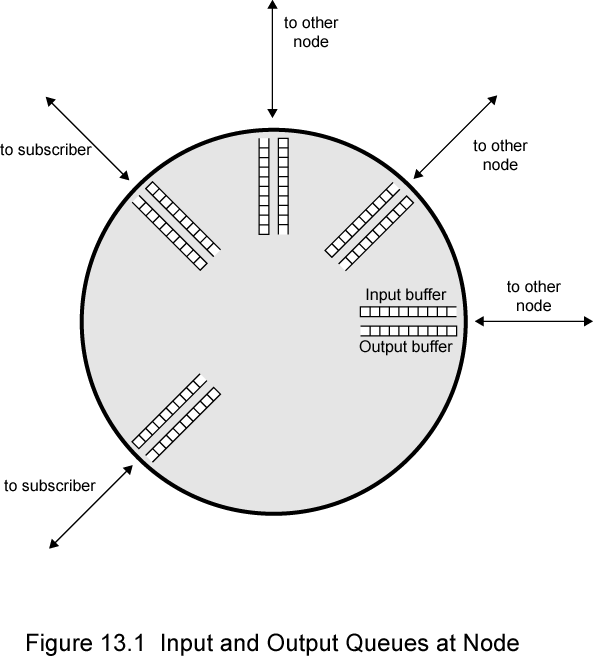 to other
node
to subscriber
to other
node
to other
node
Input buffer
Output buffer
to subscriber
Figure 13.1 Input and Output Queues at Node